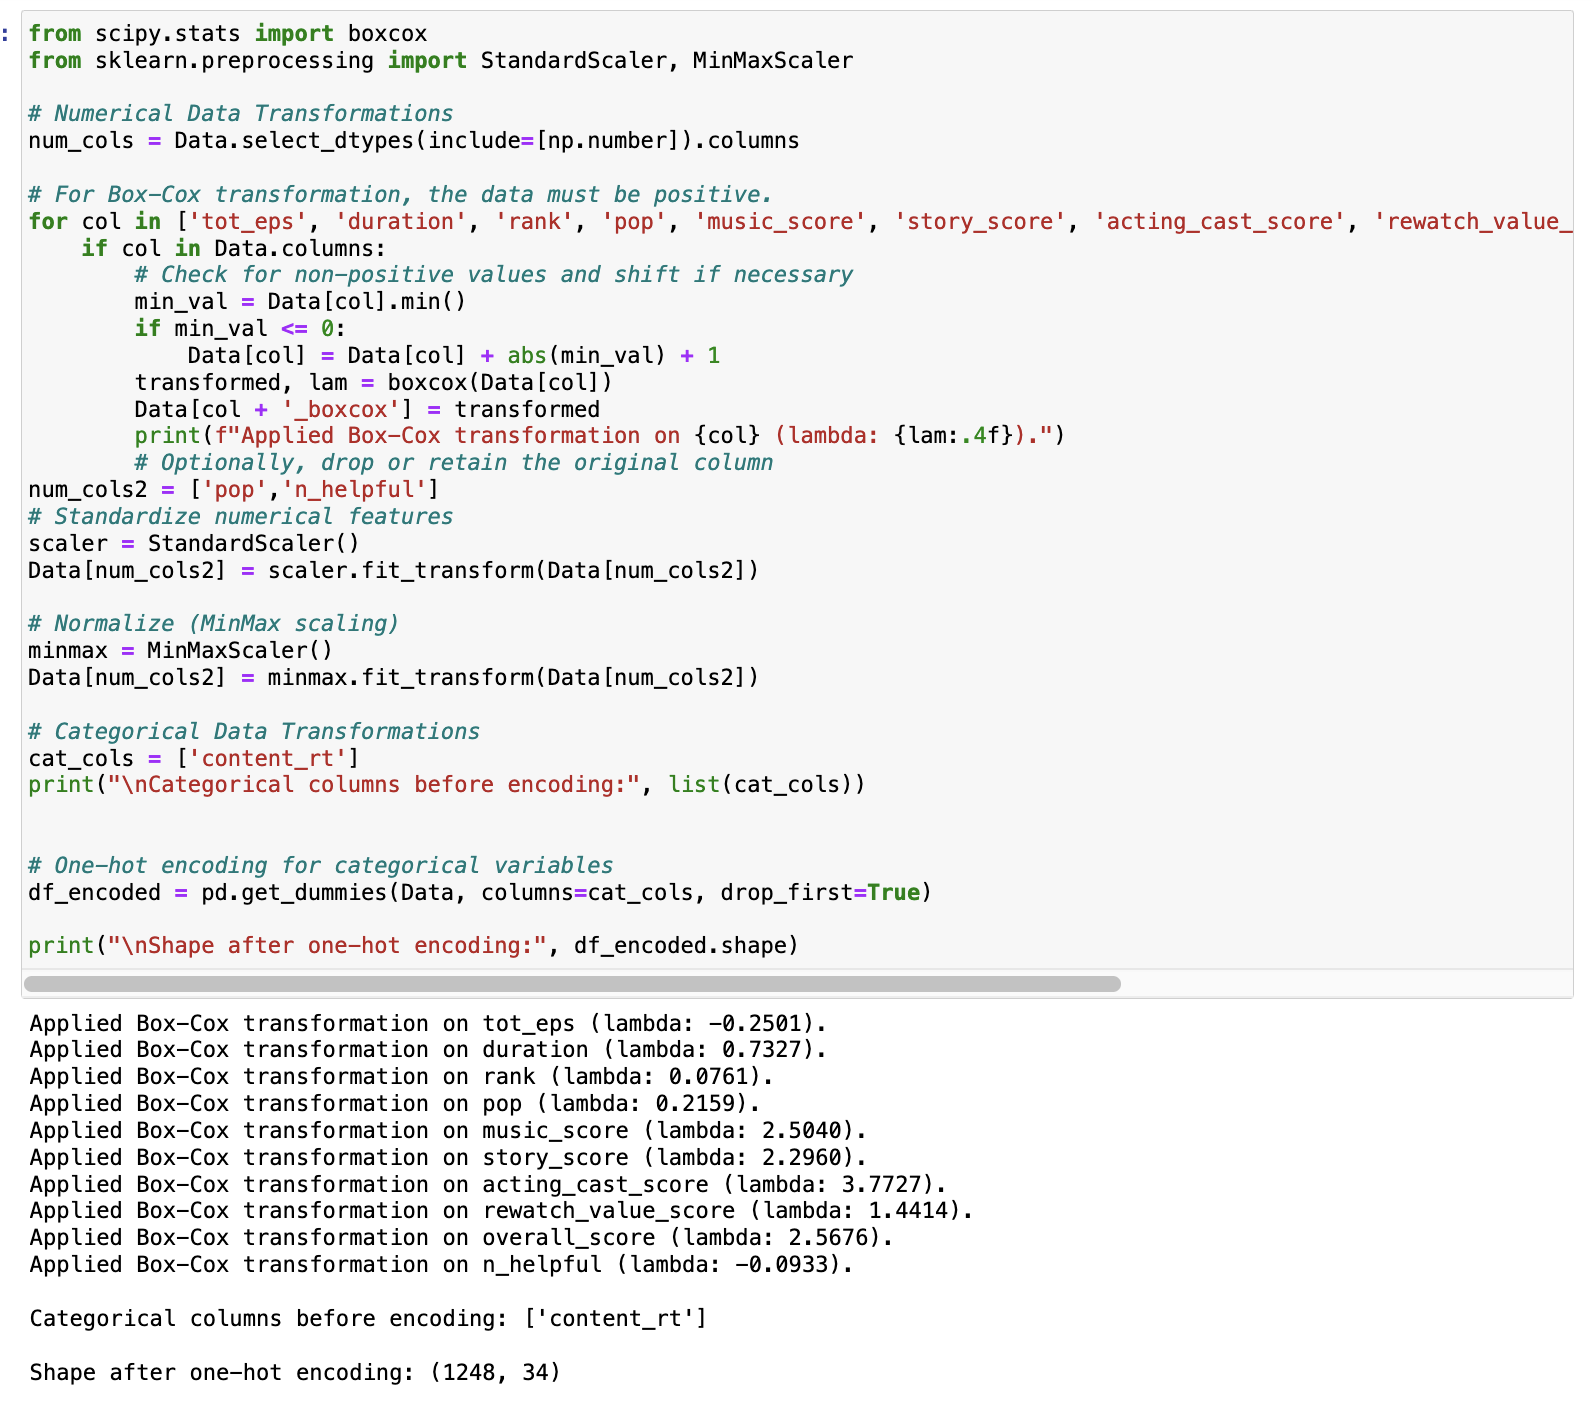 :
from scipy.stats import boxcox
from sklearn.preprocessing import StandardScaler, MinMaxScaler

# Numerical Data Transformations
num_cols = Data.select_dtypes(include=[np.number]).columns

# For Box-Cox transformation, the data must be positive.
for col in ['tot_eps', 'duration', 'rank', 'pop', 'music_score', 'story_score', 'acting_cast_score', 'rewatch_value_
    if col in Data.columns:
        # Check for non-positive values and shift if necessary
        min_val = Data[col].min()
        if min_val <= 0:
            Data[col] = Data[col] + abs(min_val) + 1
        transformed, lam = boxcox(Data[col])
        Data[col + '_boxcox'] = transformed
        print(f"Applied Box-Cox transformation on {col} (lambda: {lam:.4f}).")
        # Optionally, drop or retain the original column
num_cols2 = ['pop','n_helpful']
# Standardize numerical features
scaler = StandardScaler()
Data[num_cols2] = scaler.fit_transform(Data[num_cols2])

# Normalize (MinMax scaling)
minmax = MinMaxScaler()
Data[num_cols2] = minmax.fit_transform(Data[num_cols2])

# Categorical Data Transformations
cat_cols = ['content_rt']
print("\nCategorical columns before encoding:", list(cat_cols))

# One-hot encoding for categorical variables
df_encoded = pd.get_dummies(Data, columns=cat_cols, drop_first=True)

print("\nShape after one-hot encoding:", df_encoded.shape)

Applied Box-Cox transformation on tot_eps (lambda: -0.2501).
Applied Box-Cox transformation on duration (lambda: 0.7327).
Applied Box-Cox transformation on rank (lambda: 0.0761).
Applied Box-Cox transformation on pop (lambda: 0.2159).
Applied Box-Cox transformation on music_score (lambda: 2.5040).
Applied Box-Cox transformation on story_score (lambda: 2.2960).
Applied Box-Cox transformation on acting_cast_score (lambda: 3.7727).
Applied Box-Cox transformation on rewatch_value_score (lambda: 1.4414).
Applied Box-Cox transformation on overall_score (lambda: 2.5676).
Applied Box-Cox transformation on n_helpful (lambda: -0.0933).

Categorical columns before encoding: ['content_rt']

Shape after one-hot encoding: (1248, 34)